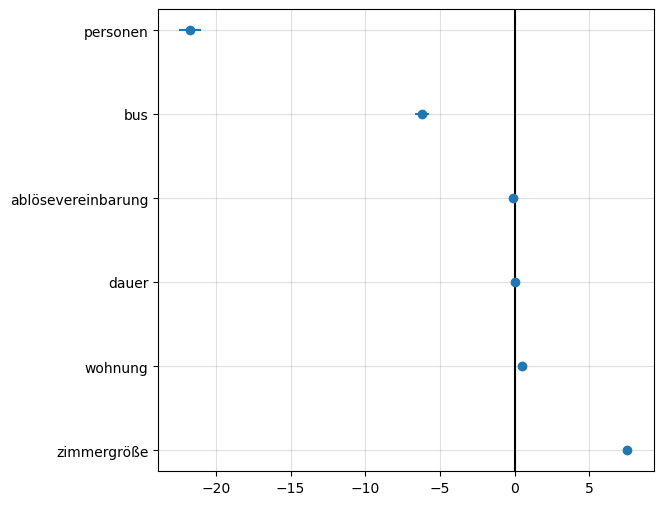 personen
bus
ablösevereinbarung
dauer
wohnung
zimmergröße
−20 −15 −10 −5 0 5